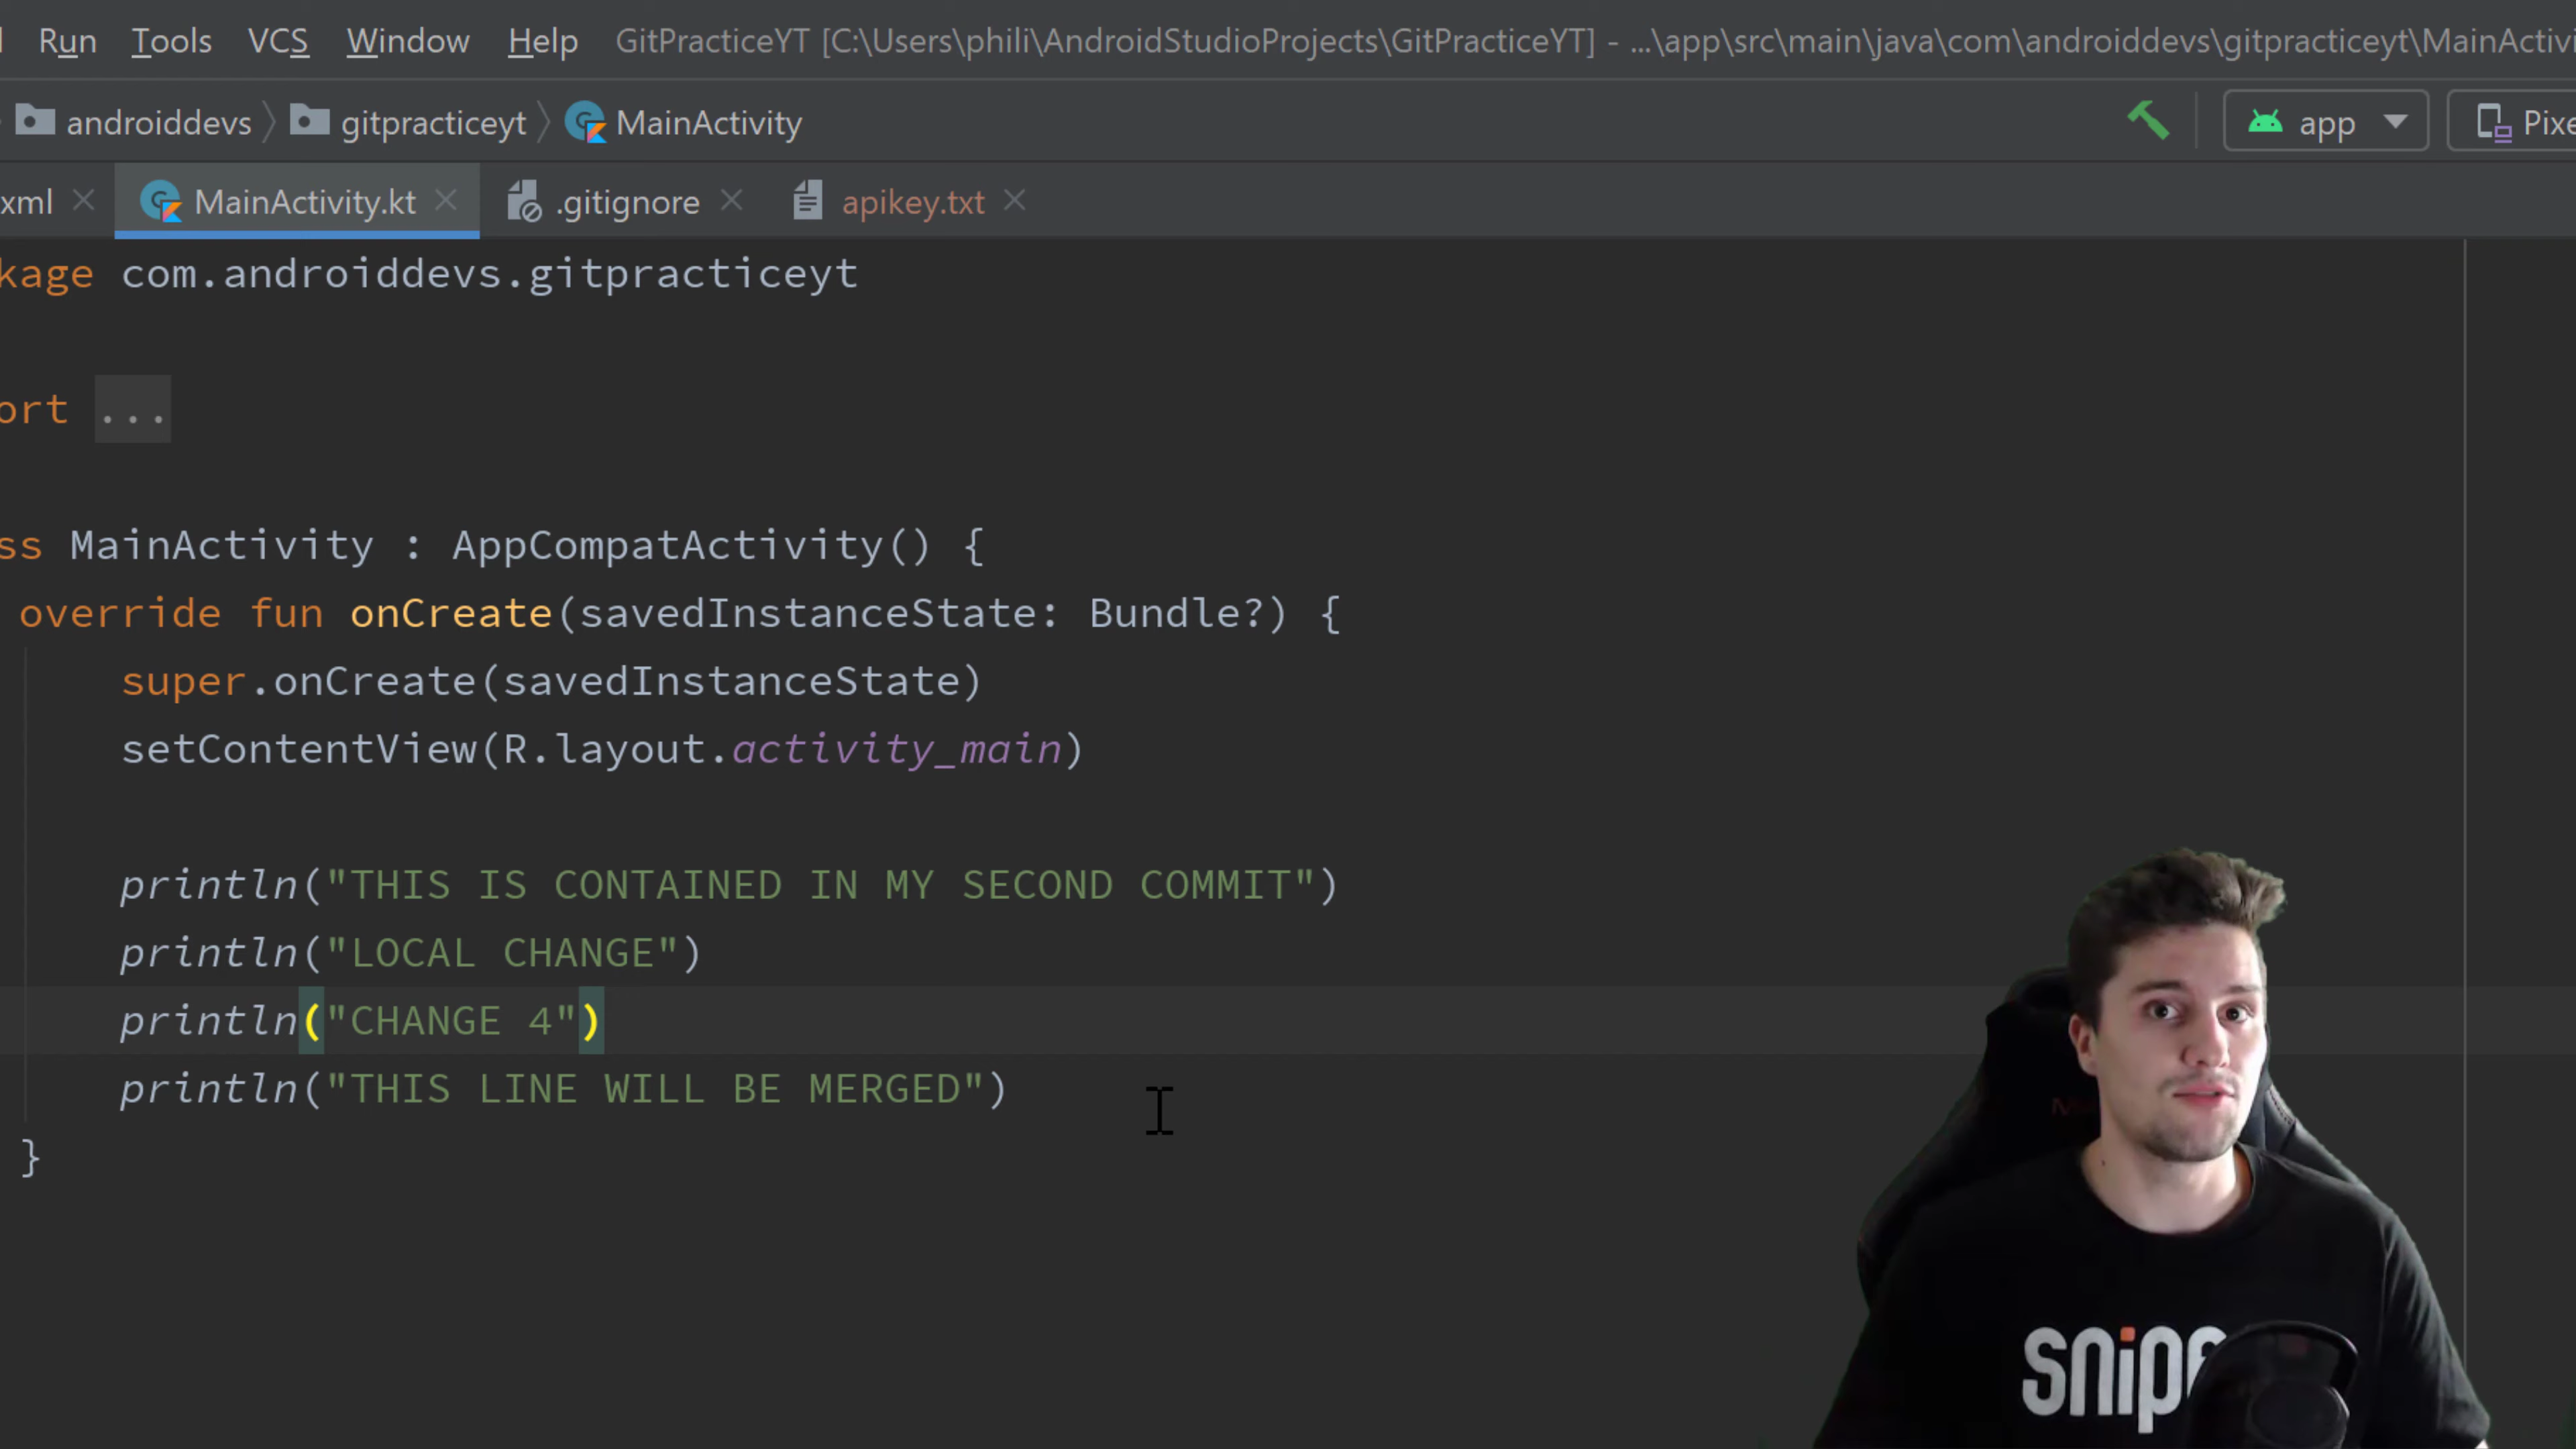 Run Tools VCS Window Help GitPracticeYT [C:\Users\phili\AndroidStudioProjects\GitPracticeYT] - ...\app\src\main\java\com\androiddevs\gitpracticeyt\MainActivi
androiddevs gitpracticeyt MainActivity app Pixe
xml MainActivity.kt .gitignore apikey.txt
kage com.androiddevs.gitpracticeyt
ort ...
ss MainActivity : AppCompatActivity() {
override fun onCreate(savedInstanceState: Bundle?) {
super.onCreate(savedInstanceState)
setContentView(R.layout.activity_main)
println("THIS IS CONTAINED IN MY SECOND COMMIT")
println("LOCAL CHANGE")
println("CHANGE 4")
println("THIS LINE WILL BE MERGED")
}
snipe